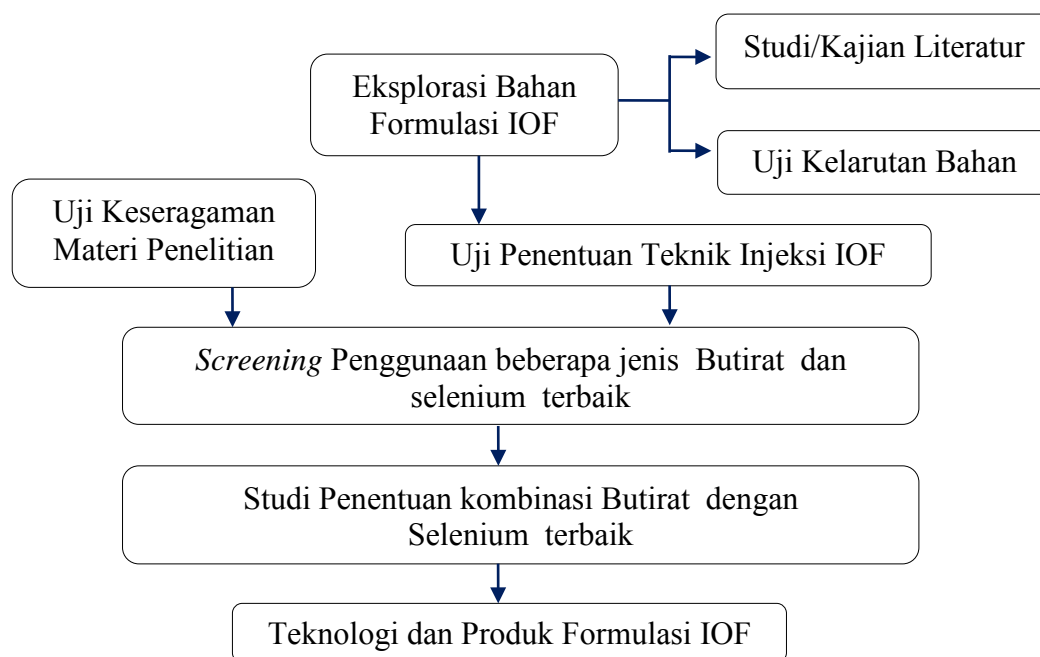 Studi/Kajian Literatur
Eksplorasi Bahan
Formulasi IOF
Uji Kelarutan Bahan
Uji Keseragaman
Materi Penelitian
Uji Penentuan Teknik Injeksi IOF
Screening Penggunaan beberapa jenis Butirat dan
selenium terbaik
Studi Penentuan kombinasi Butirat dengan
Selenium terbaik
Teknologi dan Produk Formulasi IOF